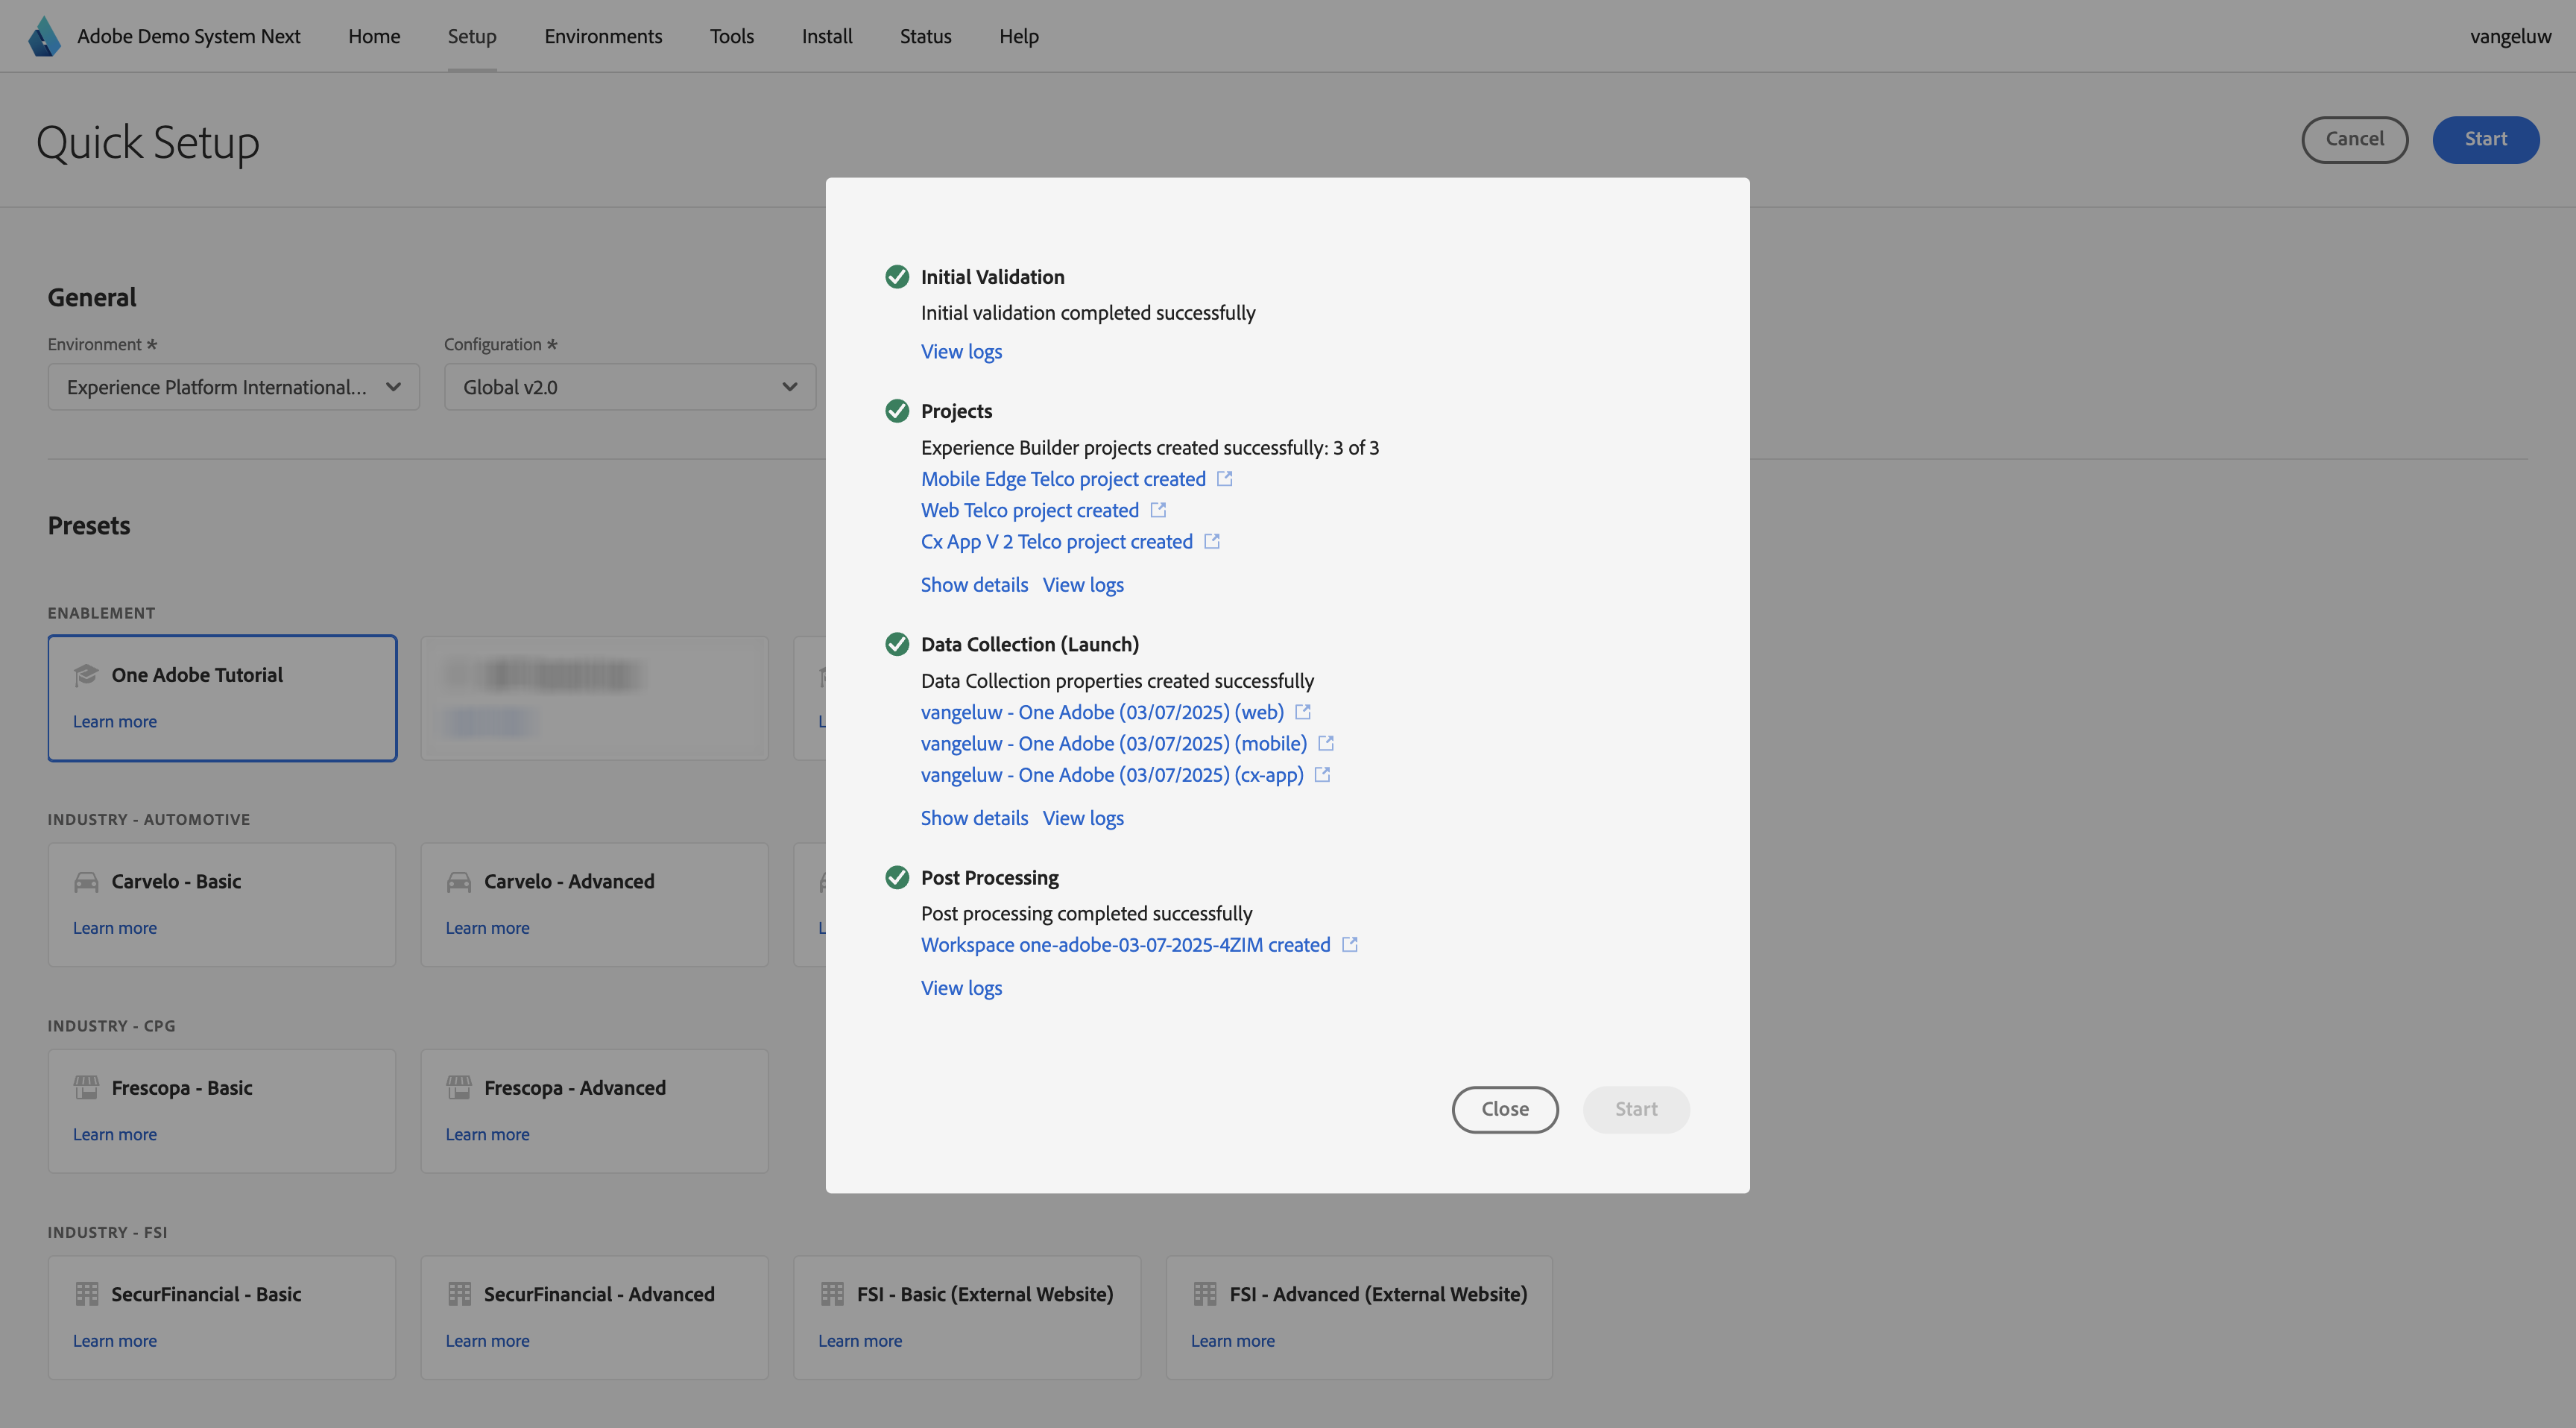 Adobe Demo System Next
Home
Setup
Environments
Tools
Install
Status
Help
vangeluw
Quick Setup
Cancel
Start
General
Environment *
Configuration *
Experience Platform International...
Global v2.0
Presets
ENABLEMENT
One Adobe Tutorial
Learn more
L
INDUSTRY - AUTOMOTIVE
Carvelo - Basic
Learn more
Carvelo - Advanced
Learn more
L
INDUSTRY - CPG
Frescopa - Basic
Learn more
Frescopa - Advanced
Learn more
INDUSTRY - FSI
SecurFinancial - Basic
Learn more
SecurFinancial - Advanced
Learn more
FSI - Basic (External Website)
Learn more
FSI - Advanced (External Website)
Learn more
Initial Validation
Initial validation completed successfully
View logs
Projects
Experience Builder projects created successfully: 3 of 3
Mobile Edge Telco project created
Web Telco project created
Cx App V 2 Telco project created
Show details View logs
Data Collection (Launch)
Data Collection properties created successfully
vangeluw - One Adobe (03/07/2025) (web)
vangeluw - One Adobe (03/07/2025) (mobile)
vangeluw - One Adobe (03/07/2025) (cx-app)
Show details View logs
Post Processing
Post processing completed successfully
Workspace one-adobe-03-07-2025-4ZIM created
View logs
Close
Start